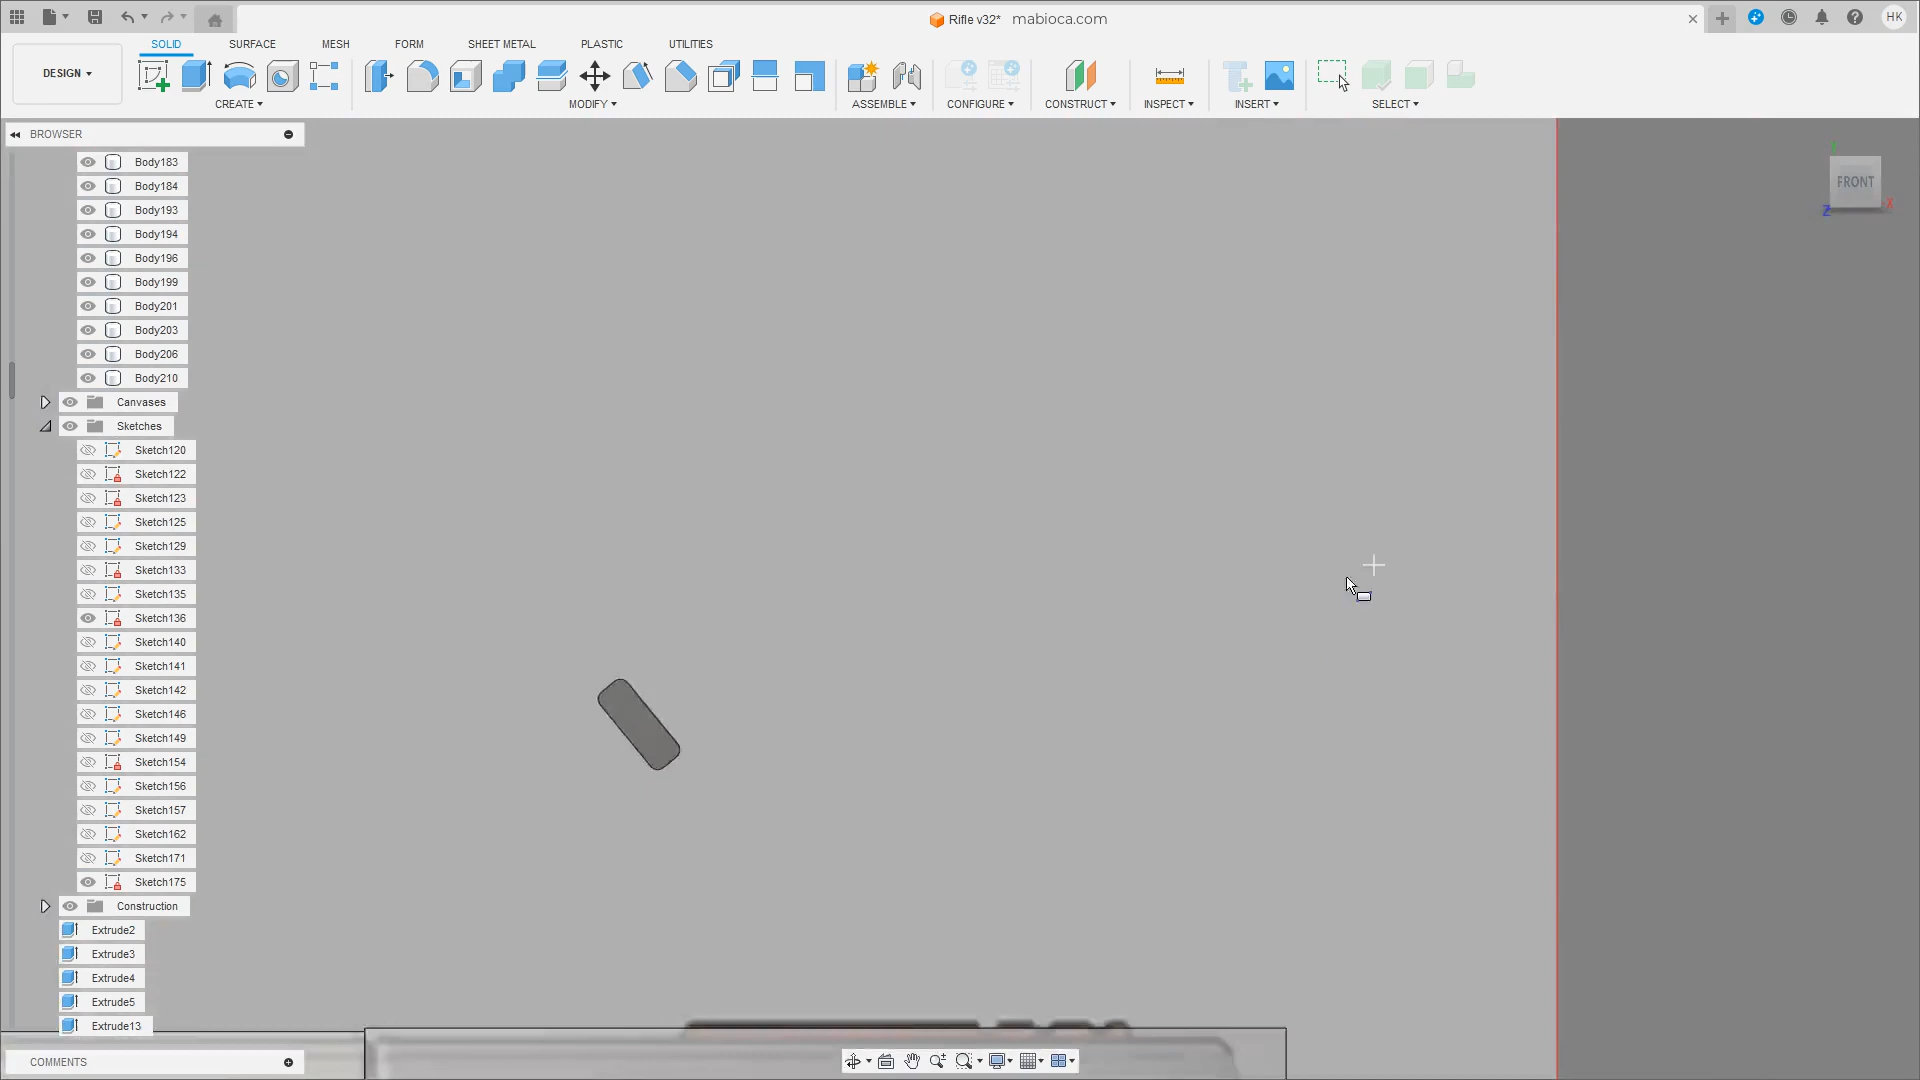 Rifle v32*
mabioca.com
HK
DESIGN
SOLID
SURFACE
MESH
FORM
SHEET METAL
PLASTIC
UTILITIES
CREATE
MODIFY
ASSEMBLE
CONFIGURE
CONSTRUCT
INSPECT
INSERT
SELECT
BROWSER
Body183
Body184
Body193
Body194
Body196
Body199
Body201
Body203
Body206
Body210
Canvases
Sketches
Sketch120
Sketch122
Sketch123
Sketch125
Sketch129
Sketch133
Sketch135
Sketch136
Sketch140
Sketch141
Sketch142
Sketch146
Sketch149
Sketch154
Sketch156
Sketch157
Sketch162
Sketch171
Sketch175
Construction
Extrude2
Extrude3
Extrude4
Extrude5
Extrude13
COMMENTS
FRONT
X
Z